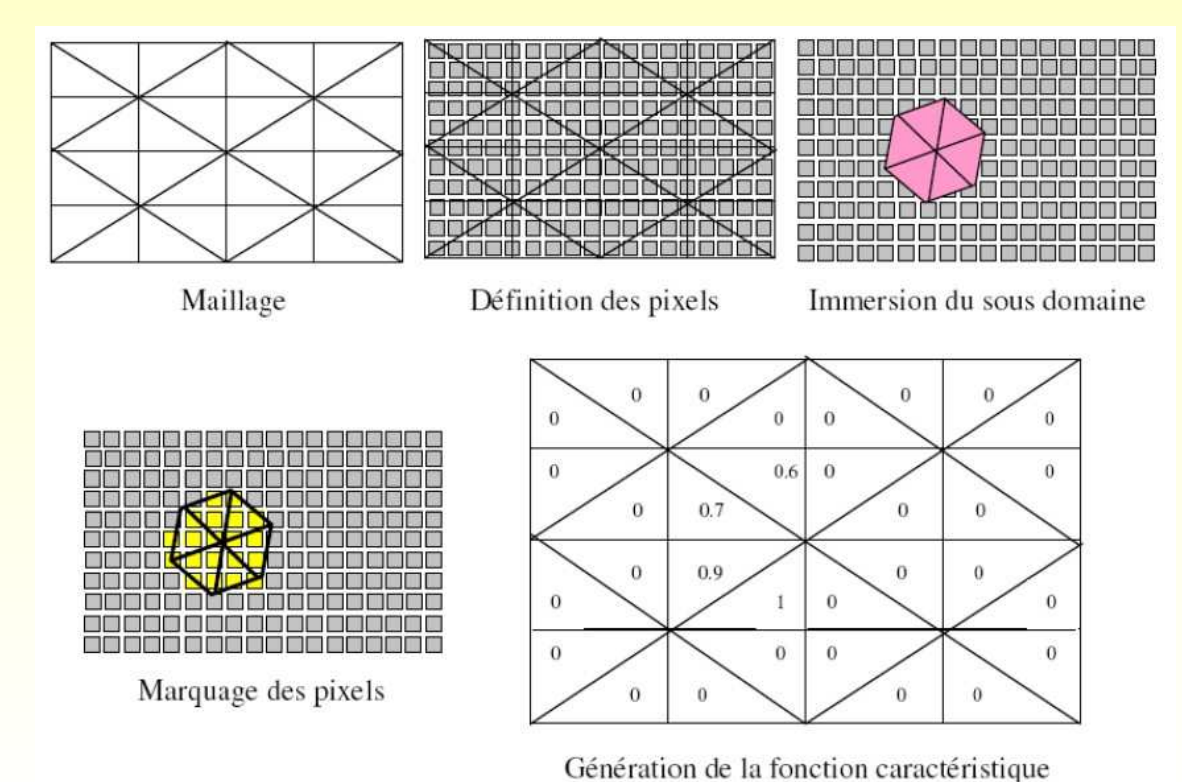 Maillage
Définition des pixels
Immersion du sous domaine
0 0 0 0
0 0 0 0
0 0.6 0 0
0 0.7 0 0
0 0.9 0 0
0 1 0 0
0 0 0 0
0 0 0 0
Marquage des pixels
Génération de la fonction caractéristique